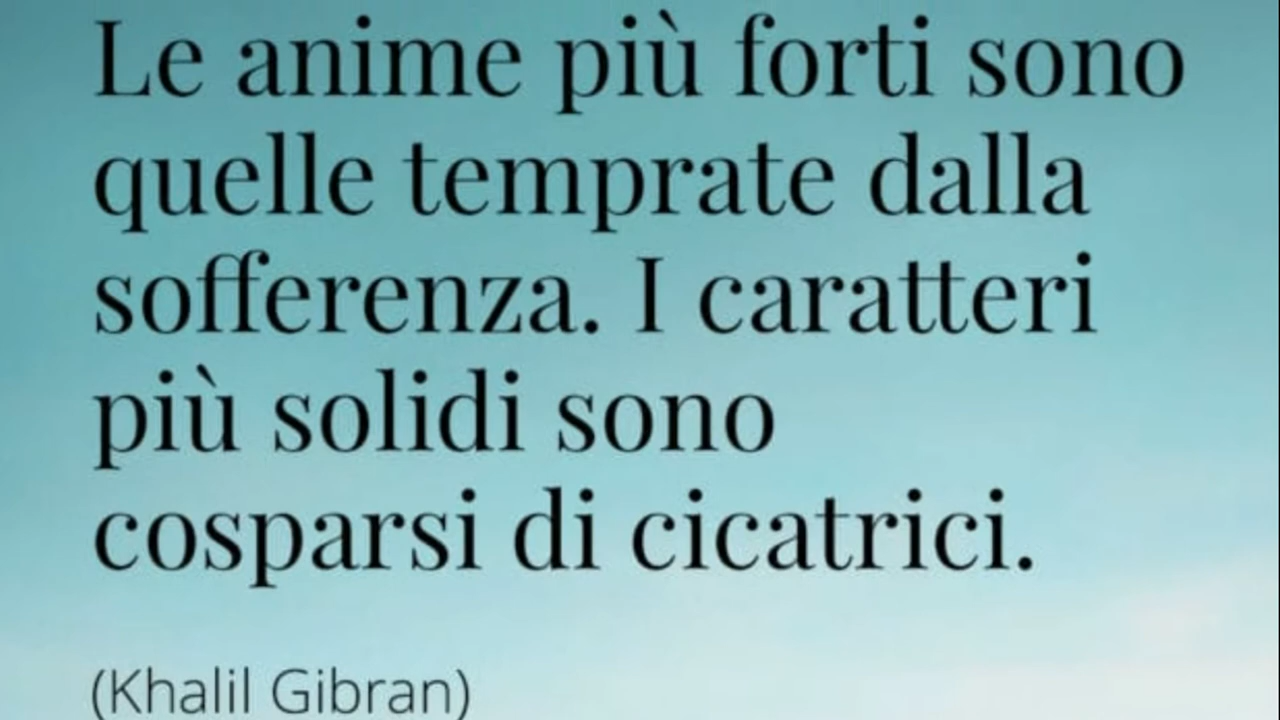 Le anime più forti sono
quelle temprate dalla
sofferenza. I caratteri
più solidi sono
cosparsi di cicatrici.
(Khalil Gibran)